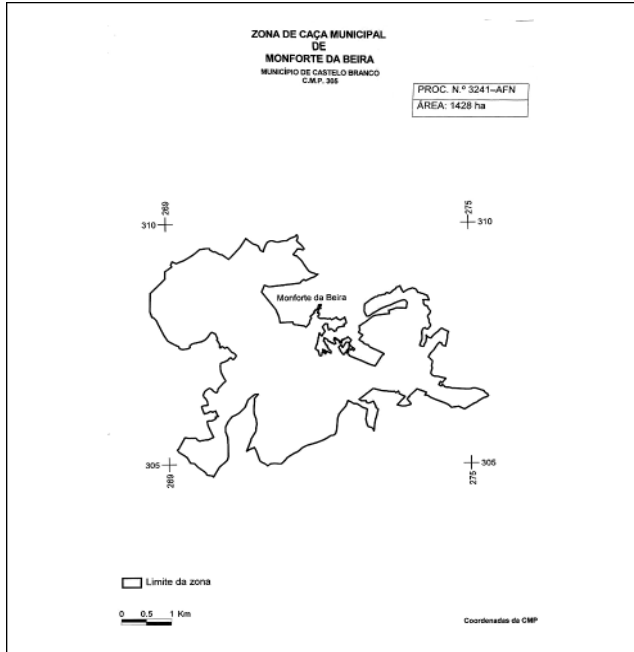 ZONA DE CAÇA MUNICIPAL
DE
MONFORTE DA BEIRA
MUNICÍPIO DE CASTELO BRANCO
C.M.P. 305
PROC. N.º 3241–AFN
ÁREA: 1428 ha
269
275
310
310
Monforte da Beira
305
305
269
275
Limite da zona
0 0.5 1 Km
Coordenadas da CMP